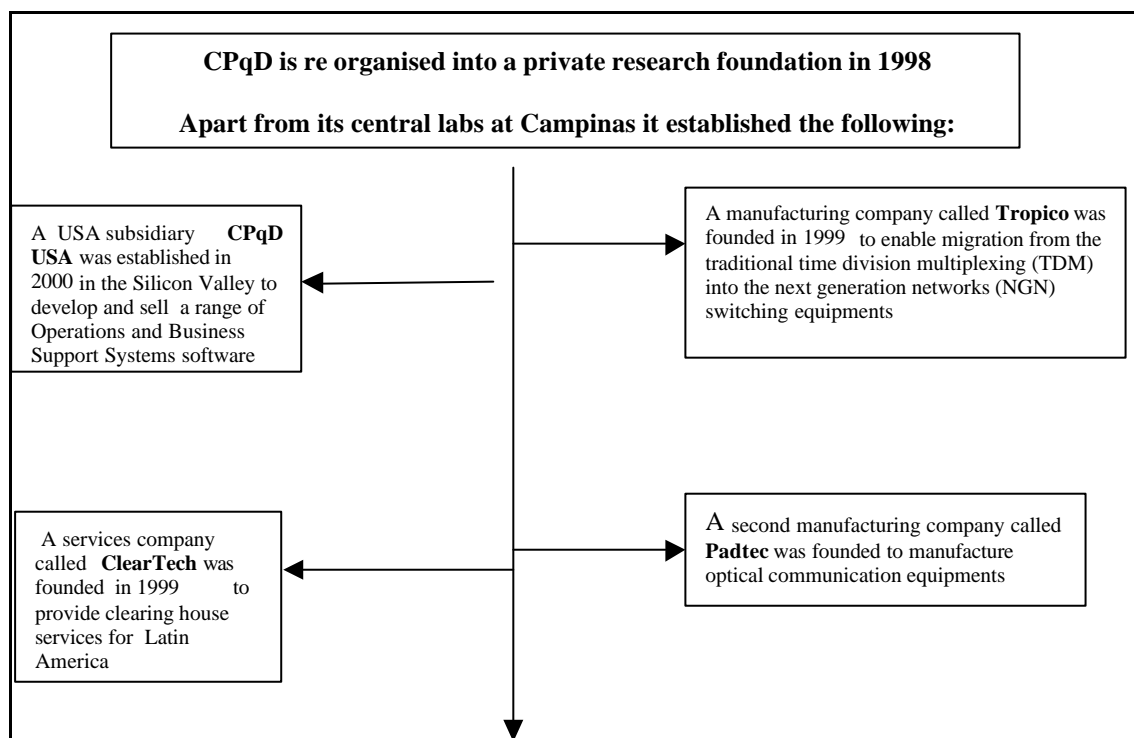 CPqD is re organised into a private research foundation in 1998
Apart from its central labs at Campinas it established the following:
A USA subsidiary CPqD
USA was established in
2000 in the Silicon Valley to
develop and sell a range of
Operations and Business
Support Systems software
A manufacturing company called Tropico was
founded in 1999 to enable migration from the
traditional time division multiplexing (TDM)
into the next generation networks (NGN)
switching equipments
A services company
called ClearTech was
founded in 1999 to
provide clearing house
services for Latin
America
A second manufacturing company called
Padtec was founded to manufacture
optical communication equipments